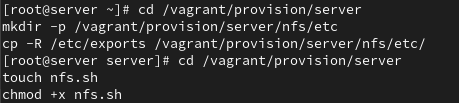 [root@server ~]# cd /vagrant/provision/server
mkdir -p /vagrant/provision/server/nfs/etc
cp -R /etc/exports /vagrant/provision/server/nfs/etc/
[root@server server]# cd /vagrant/provision/server
touch nfs.sh
chmod +x nfs.sh